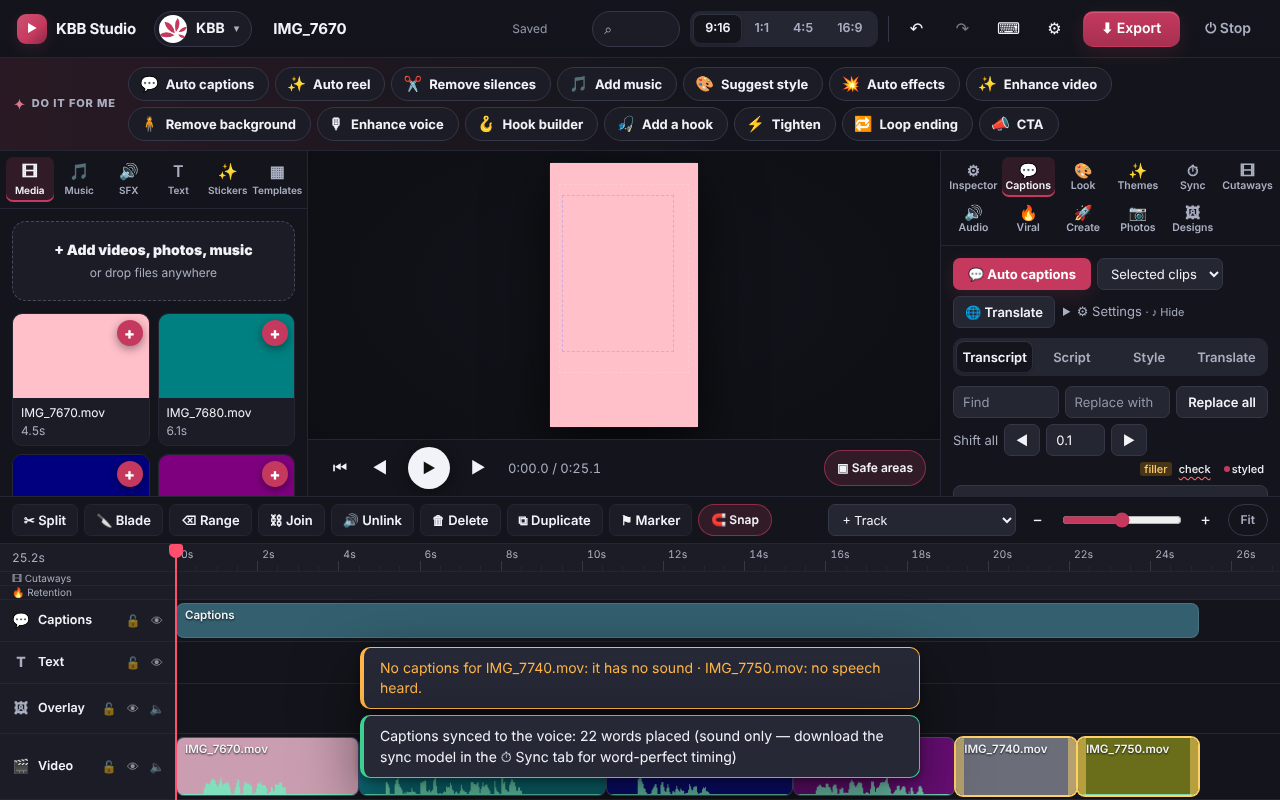 KBB Studio
KBB
IMG_7670
Saved
9:16 1:1 4:5 16:9
Export
Stop
DO IT FOR ME
Auto captions Auto reel Remove silences Add music Suggest style Auto effects Enhance video
Remove background Enhance voice Hook builder Add a hook Tighten Loop ending CTA
Media Music SFX Text Stickers Templates
+ Add videos, photos, music
or drop files anywhere
IMG_7670.mov IMG_7680.mov
4.5s 6.1s
0:00.0 / 0:25.1
Safe areas
Inspector Captions Look Themes Sync Cutaways
Audio Viral Create Photos Designs
Auto captions Selected clips
Translate Settings · ♪ Hide
Transcript Script Style Translate
Find Replace with Replace all
Shift all 0.1
filler check styled
Split Blade Range Join Unlink Delete Duplicate Marker Snap
+ Track − + Fit
25.2s
0s 2s 4s 6s 8s 10s 12s 14s 16s 18s 20s 22s 24s 26s
Cutaways
Retention
Captions
Captions
Text
No captions for IMG_7740.mov: it has no sound · IMG_7750.mov: no speech
heard.
Overlay
Captions synced to the voice: 22 words placed (sound only — download the
sync model in the ⏱ Sync tab for word-perfect timing)
Video
IMG_7670.mov
IMG_7740.mov
IMG_7750.mov